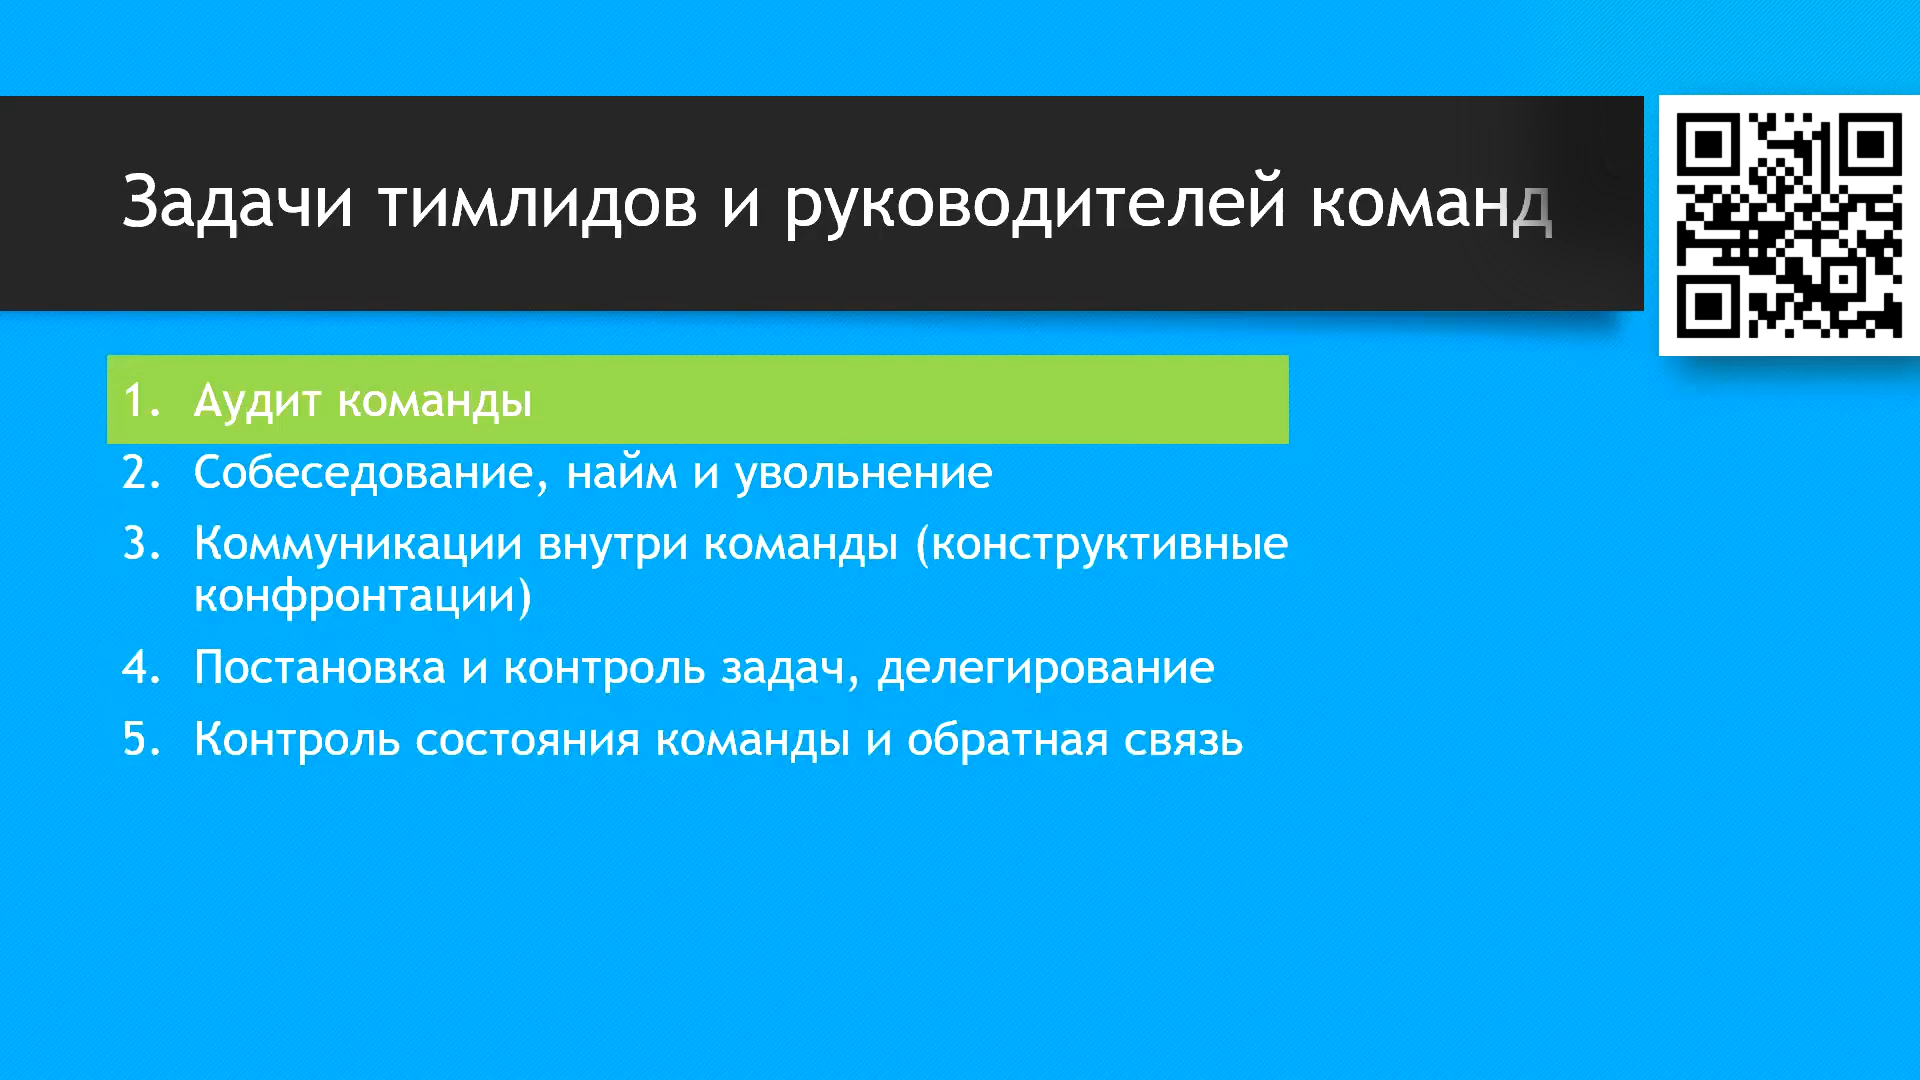 Задачи тимлидов и руководителей команд
1. Аудит команды
2. Собеседование, найм и увольнение
3. Коммуникации внутри команды (конструктивные
конфронтации)
4. Постановка и контроль задач, делегирование
5. Контроль состояния команды и обратная связь